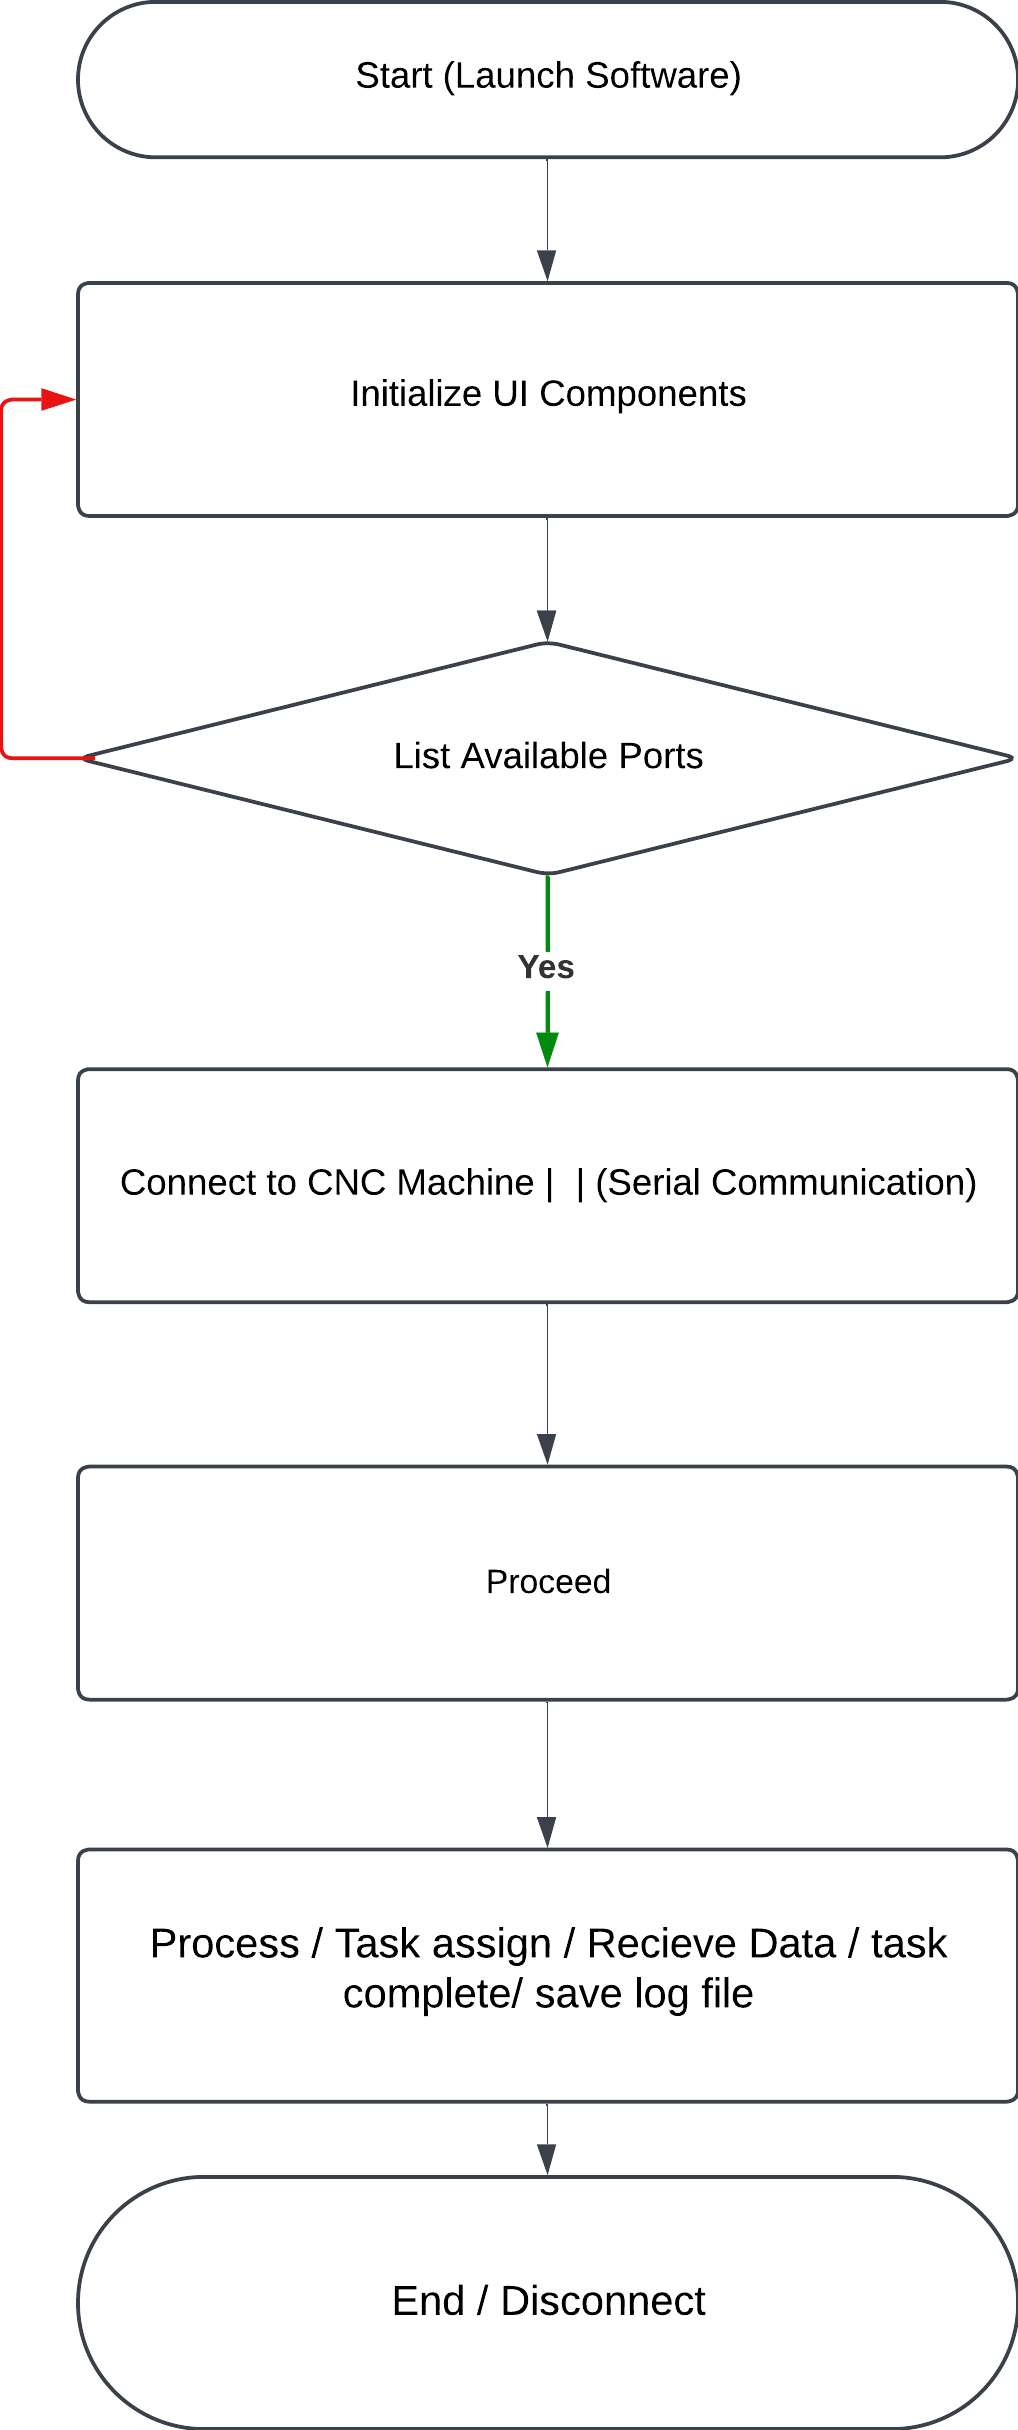 Start (Launch Software)
Initialize UI Components
List Available Ports
Yes
Connect to CNC Machine |  | (Serial Communication)
Proceed
Process / Task assign / Recieve Data / task
complete/ save log file
End / Disconnect